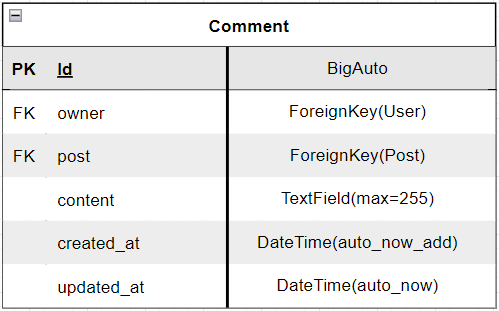 Comment
PK Id BigAuto
FK owner ForeignKey(User)
FK post ForeignKey(Post)
content TextField(max=255)
created_at DateTime(auto_now_add)
updated_at DateTime(auto_now)